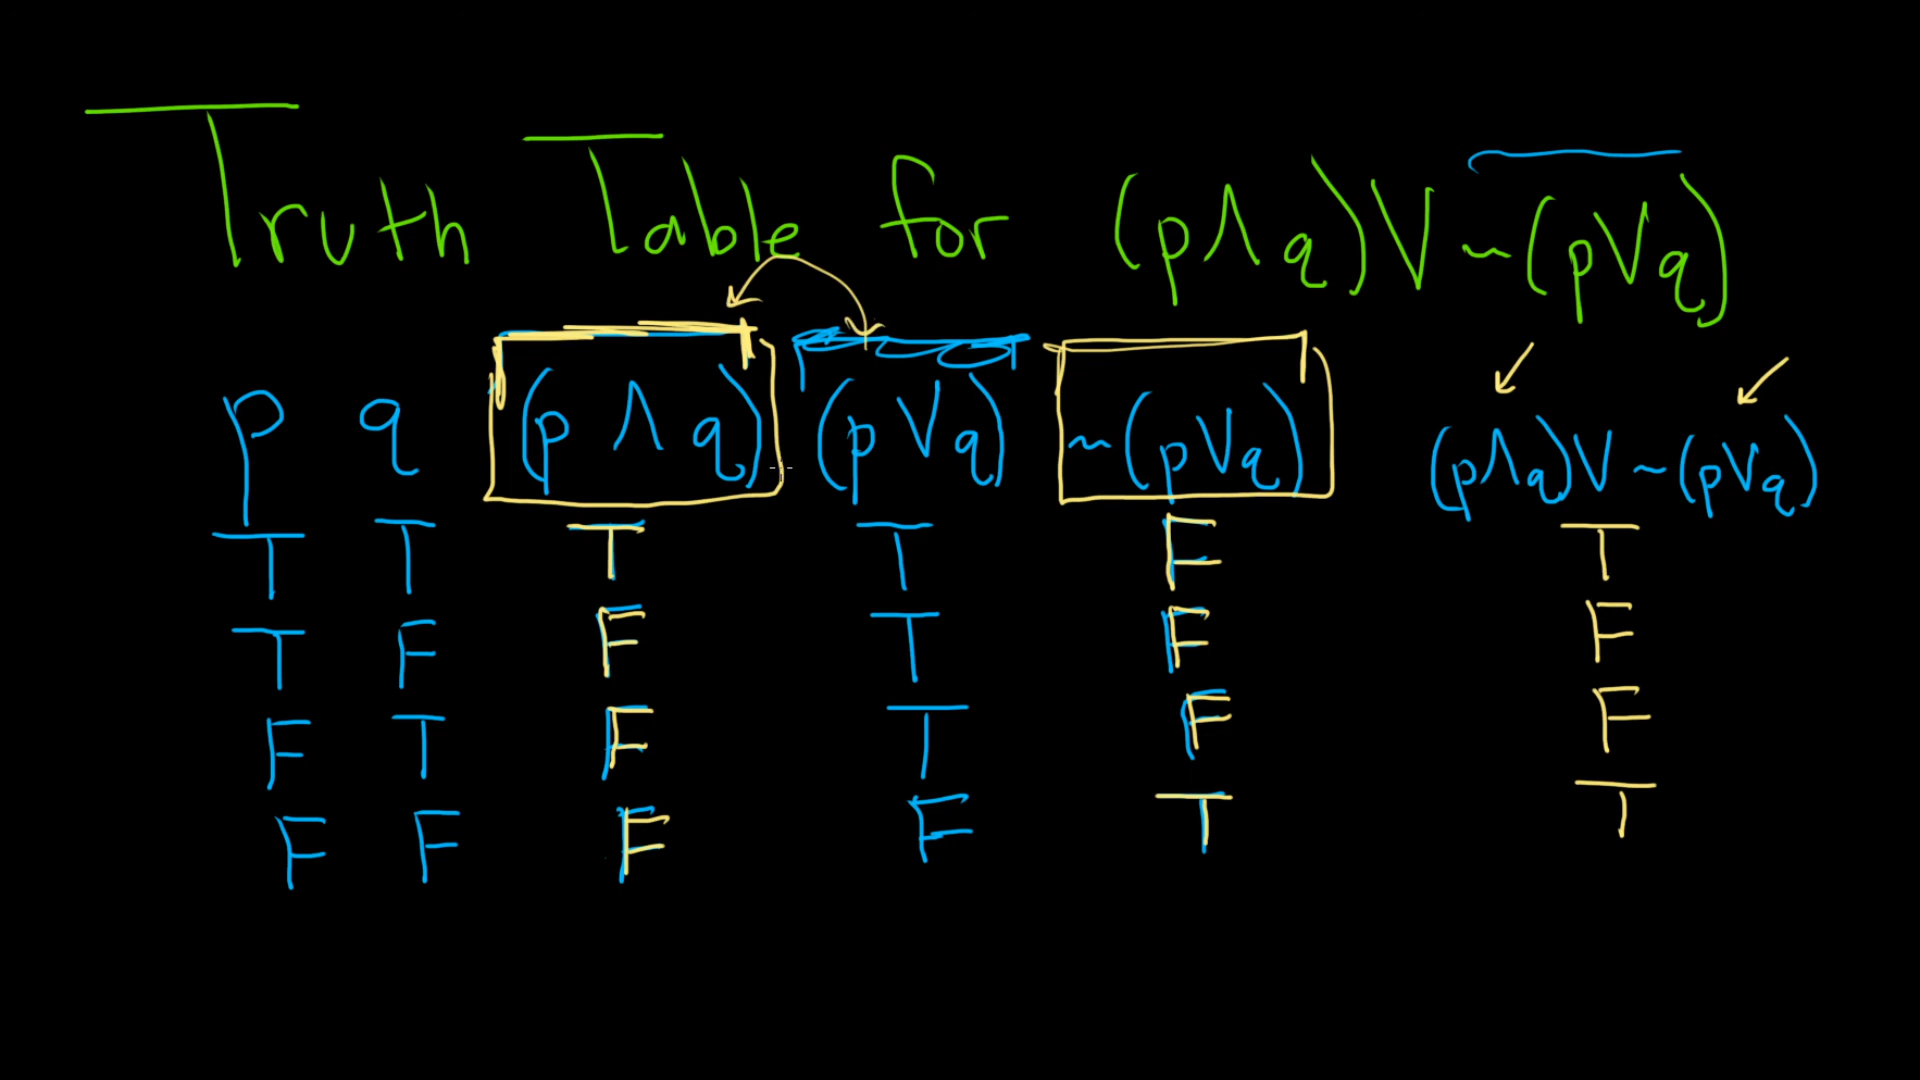 Truth Table for (p∧q)∨~(p∨q)
p q (p∧q) (p∨q) ~(p∨q) (p∧q)∨~(p∨q)
T T T T F T
T F F T F F
F T F T F F
F F F F T T